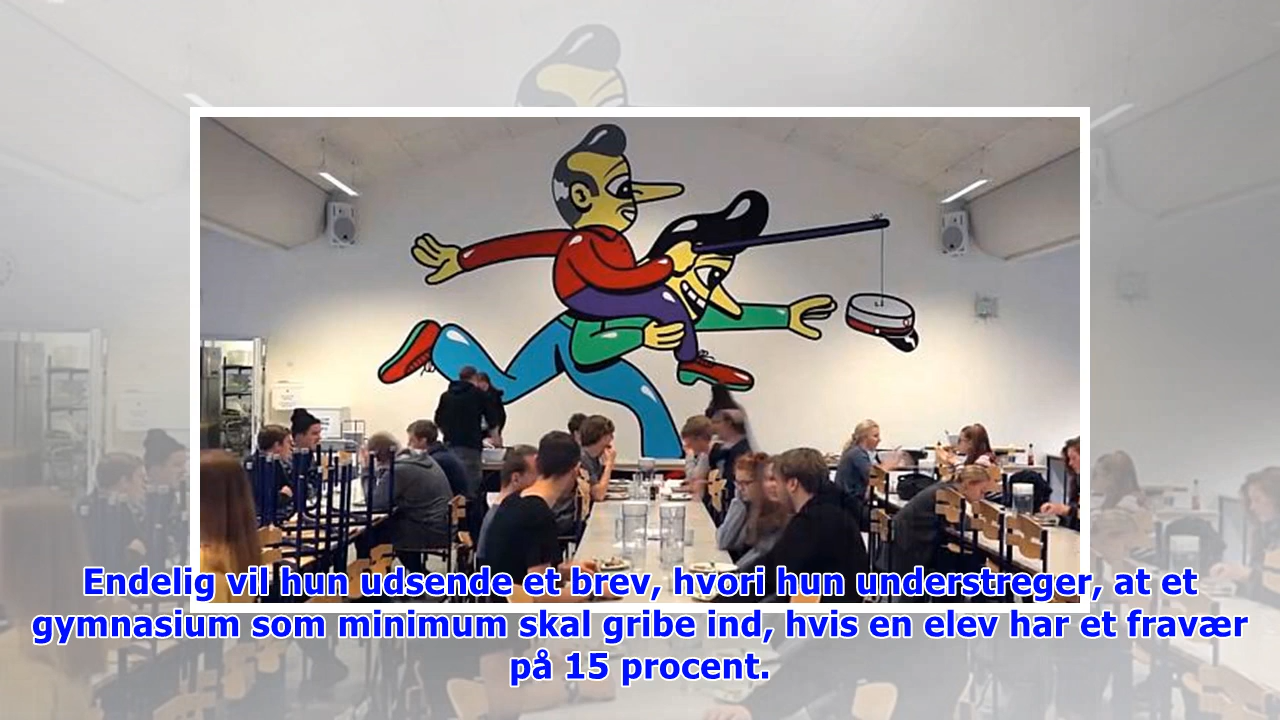 Endelig vil hun udsende et brev, hvori hun understreger, at et
gymnasium som minimum skal gribe ind, hvis en elev har et fravær
på 15 procent.